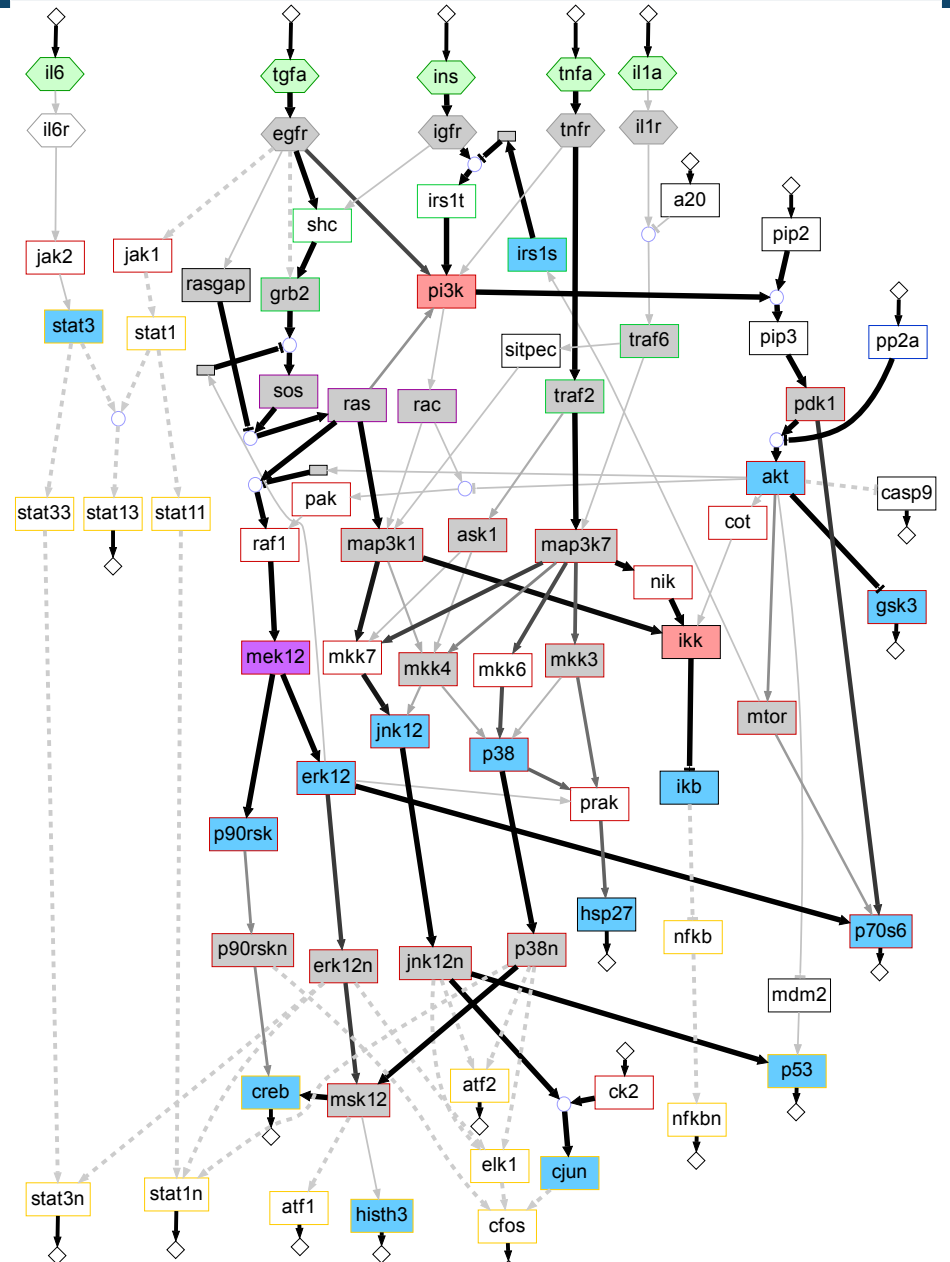 il6
tgfa
ins
tnfa
il1a
il6r
egfr
igfr
tnfr
il1r
irs1t
a20
shc
pip2
jak2
jak1
irs1s
rasgap
grb2
pi3k
stat3
stat1
sitpec
traf6
pip3
pp2a
sos
ras
rac
traf2
pdk1
akt
stat33
stat13
stat11
pak
casp9
raf1
map3k1
ask1
map3k7
cot
nik
gsk3
mek12
mkk7
mkk4
mkk6
mkk3
ikk
mtor
jnk12
p38
erk12
prak
ikb
p90rsk
hsp27
nfkb
p70s6
p90rskn
erk12n
jnk12n
p38n
mdm2
p53
creb
msk12
atf2
ck2
nfkbn
elk1
cjun
stat3n
stat1n
atf1
histh3
cfos